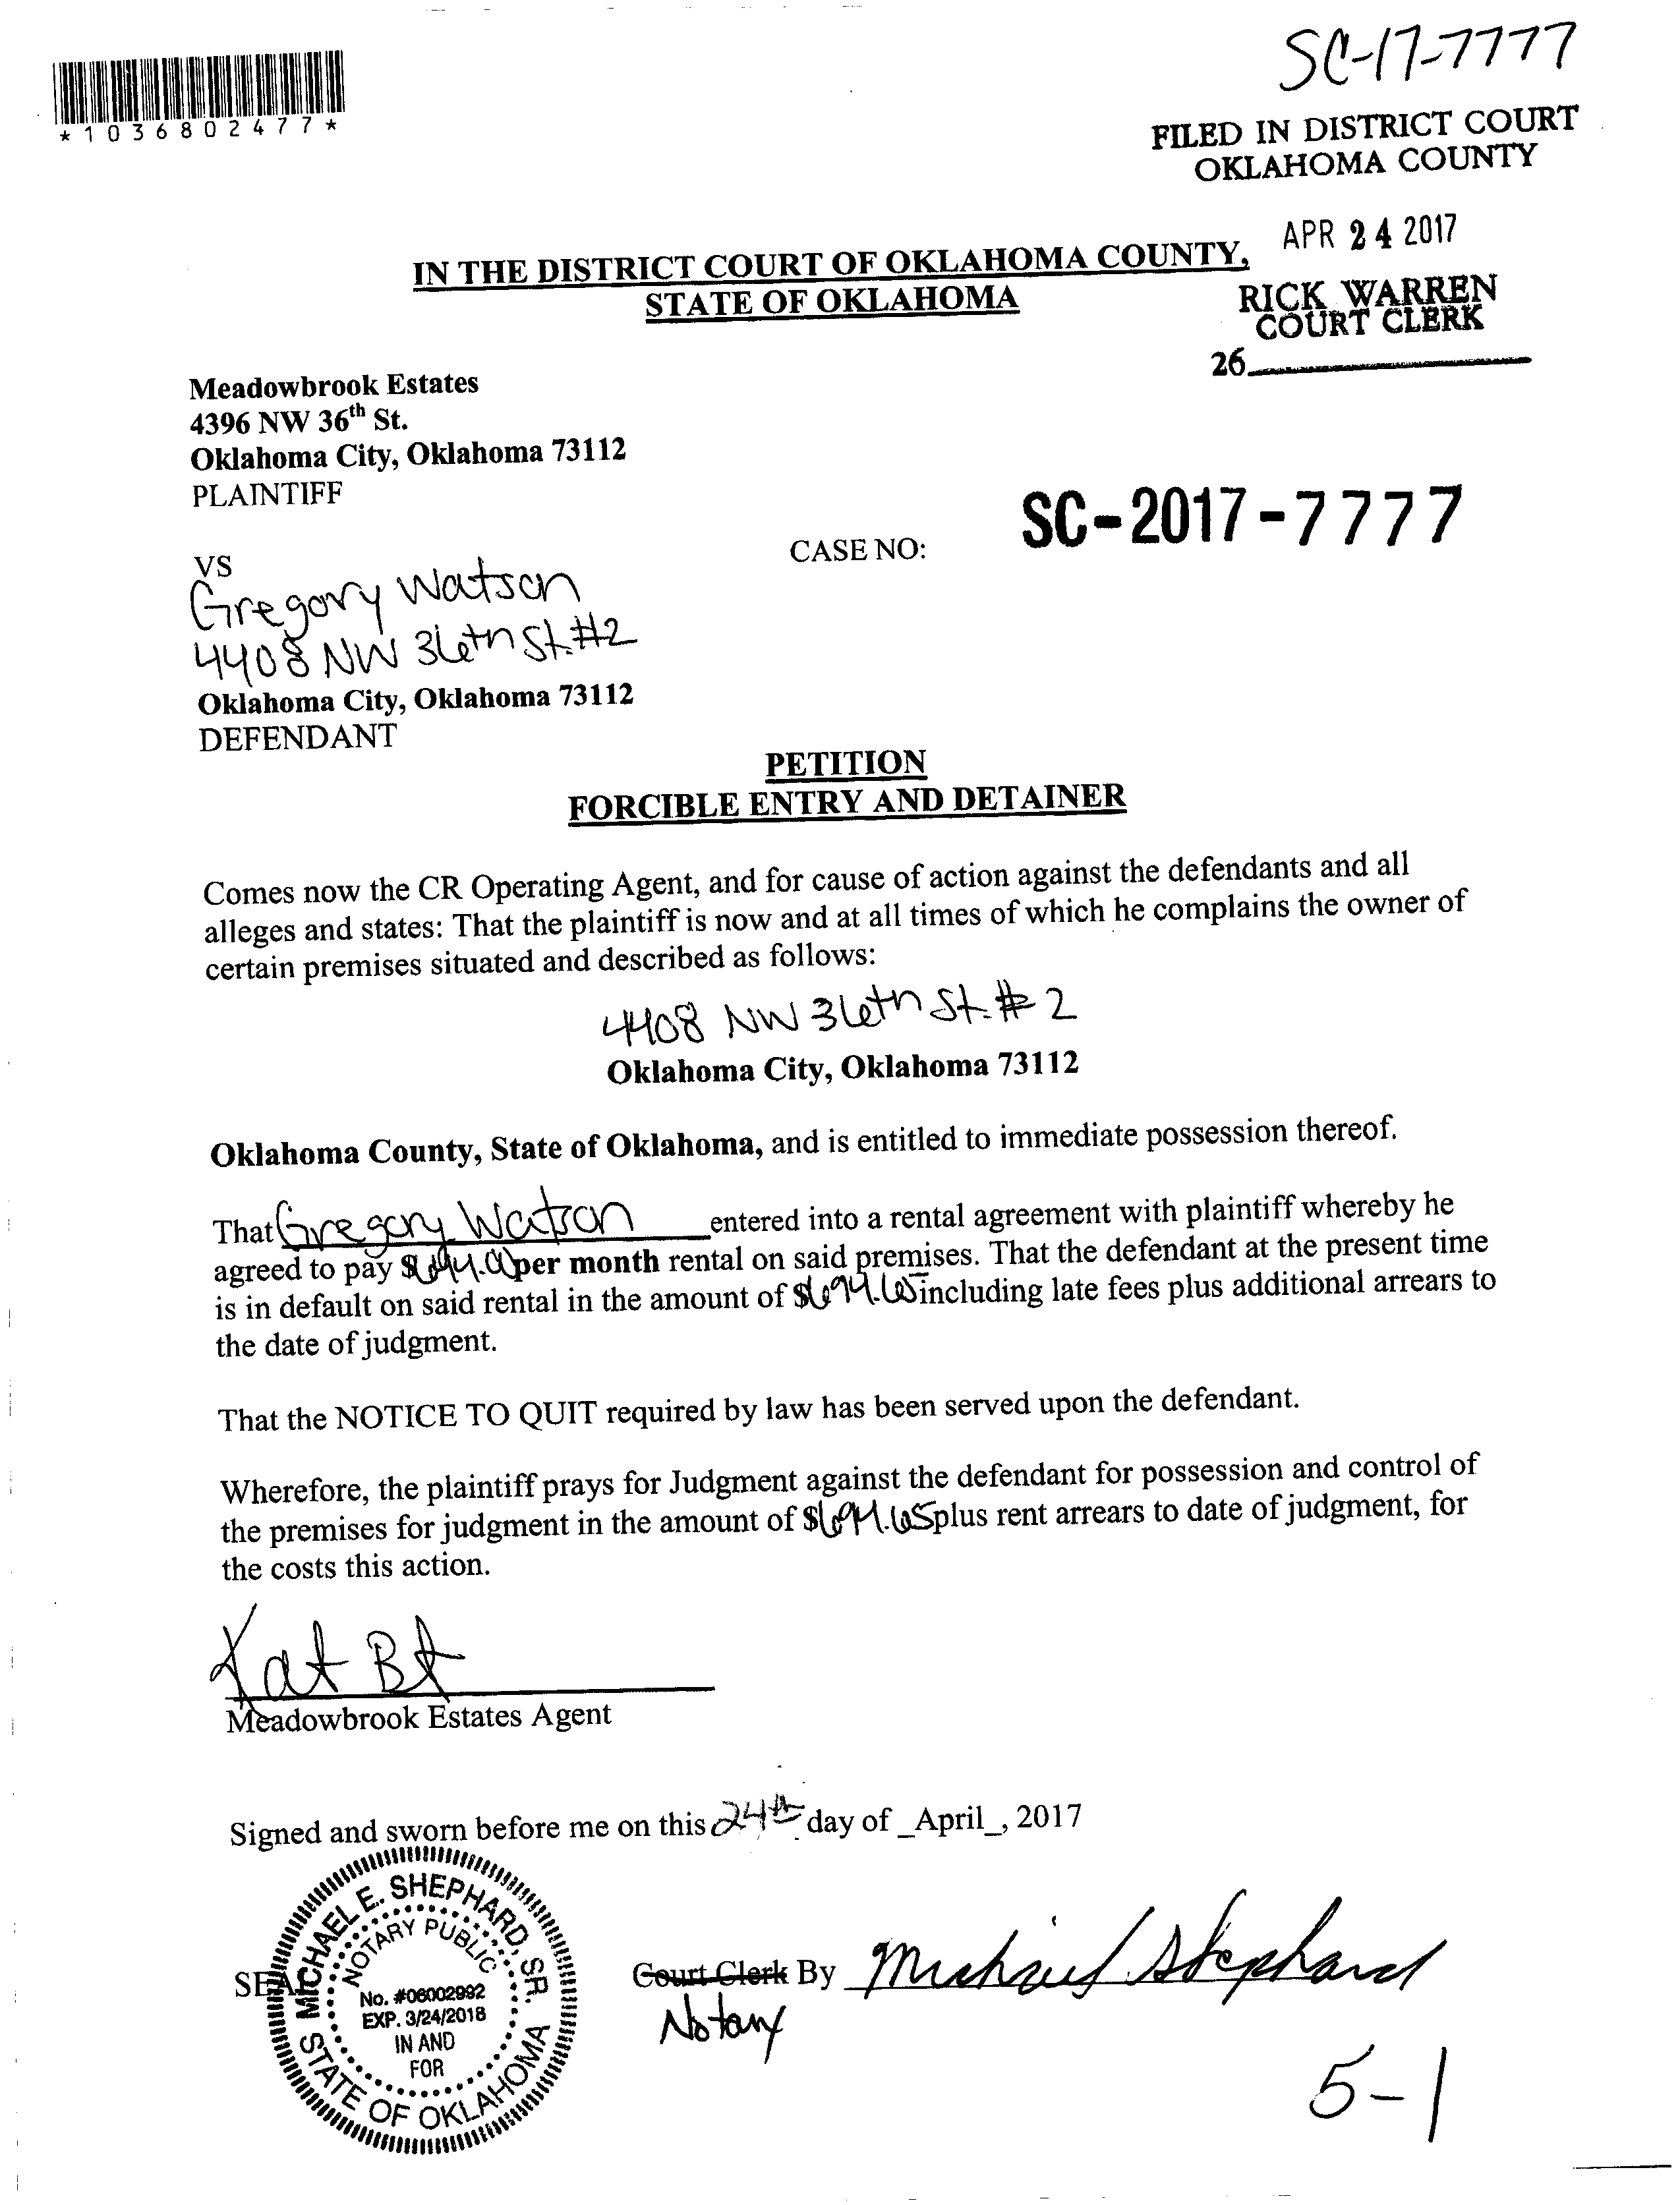 SC-17-7777
*1036802477*
FILED IN DISTRICT COURT
OKLAHOMA COUNTY
APR 24 2017
RICK WARREN
COURT CLERK
26
IN THE DISTRICT COURT OF OKLAHOMA COUNTY,
STATE OF OKLAHOMA
Meadowbrook Estates
4396 NW 36th St.
Oklahoma City, Oklahoma 73112
PLAINTIFF
VS
CASE NO: SC-2017-7777
Gregory Watson
4408 NW 36th St. #2
Oklahoma City, Oklahoma 73112
DEFENDANT
PETITION
FORCIBLE ENTRY AND DETAINER
Comes now the CR Operating Agent, and for cause of action against the defendants and all
alleges and states: That the plaintiff is now and at all times of which he complains the owner of
certain premises situated and described as follows:
4408 NW 36th St. # 2
Oklahoma City, Oklahoma 73112
Oklahoma County, State of Oklahoma, and is entitled to immediate possession thereof.
That Gregory Watson entered into a rental agreement with plaintiff whereby he
agreed to pay $ per month rental on said premises. That the defendant at the present time
is in default on said rental in the amount of $694.65 including late fees plus additional arrears to
the date of judgment.
That the NOTICE TO QUIT required by law has been served upon the defendant.
Wherefore, the plaintiff prays for Judgment against the defendant for possession and control of
the premises for judgment in the amount of $694.65 plus rent arrears to date of judgment, for
the costs this action.
Kat Bt
Meadowbrook Estates Agent
Signed and sworn before me on this 24th day of _April_, 2017
SEAL
MICHAEL E. SHEPHARD, SR.
NOTARY PUBLIC
No. #06002992
EXP. 3/24/2018
IN AND
FOR
STATE OF OKLAHOMA
Court Clerk By Michael Shephard
Notary
5-1